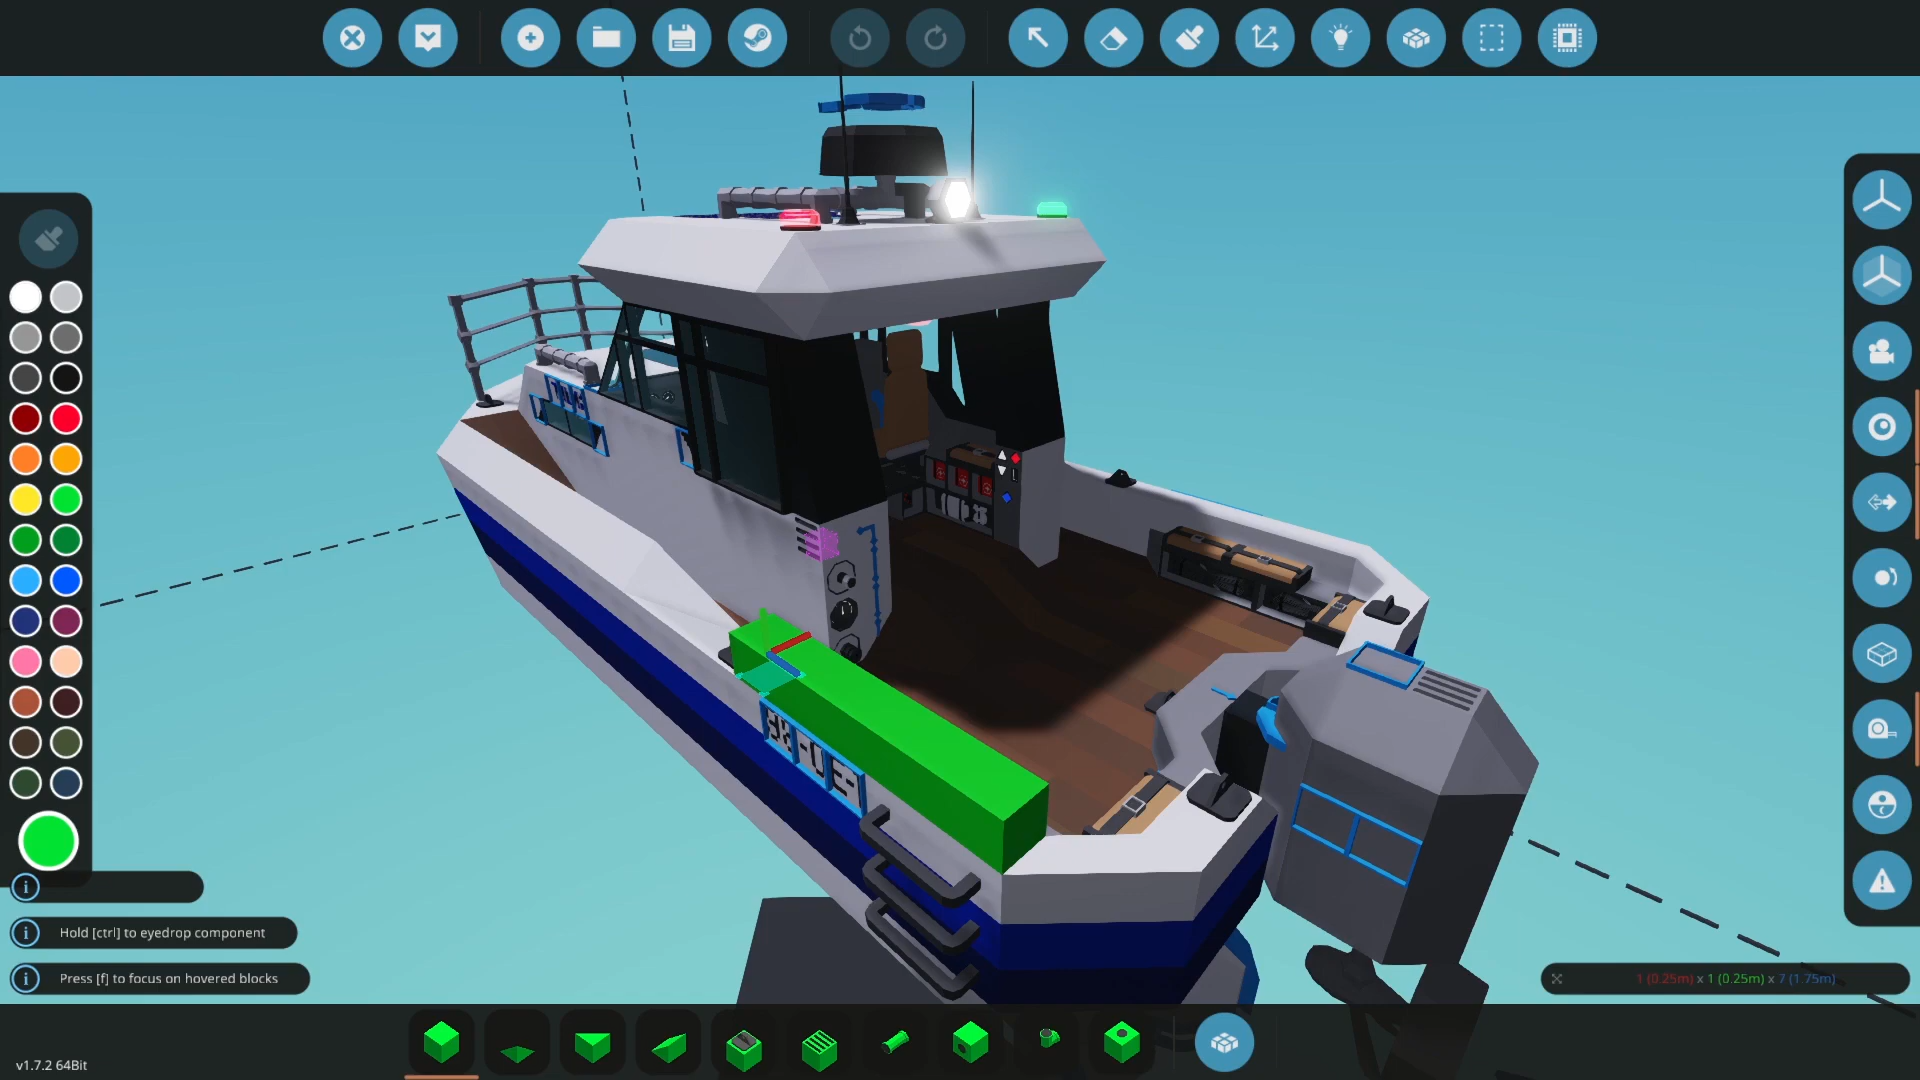 Hold [ctrl] to eyedrop component
Press [f] to focus on hovered blocks
1 (0.25m) x 1 (0.25m) x 7 (1.75m)
v1.7.2 64Bit